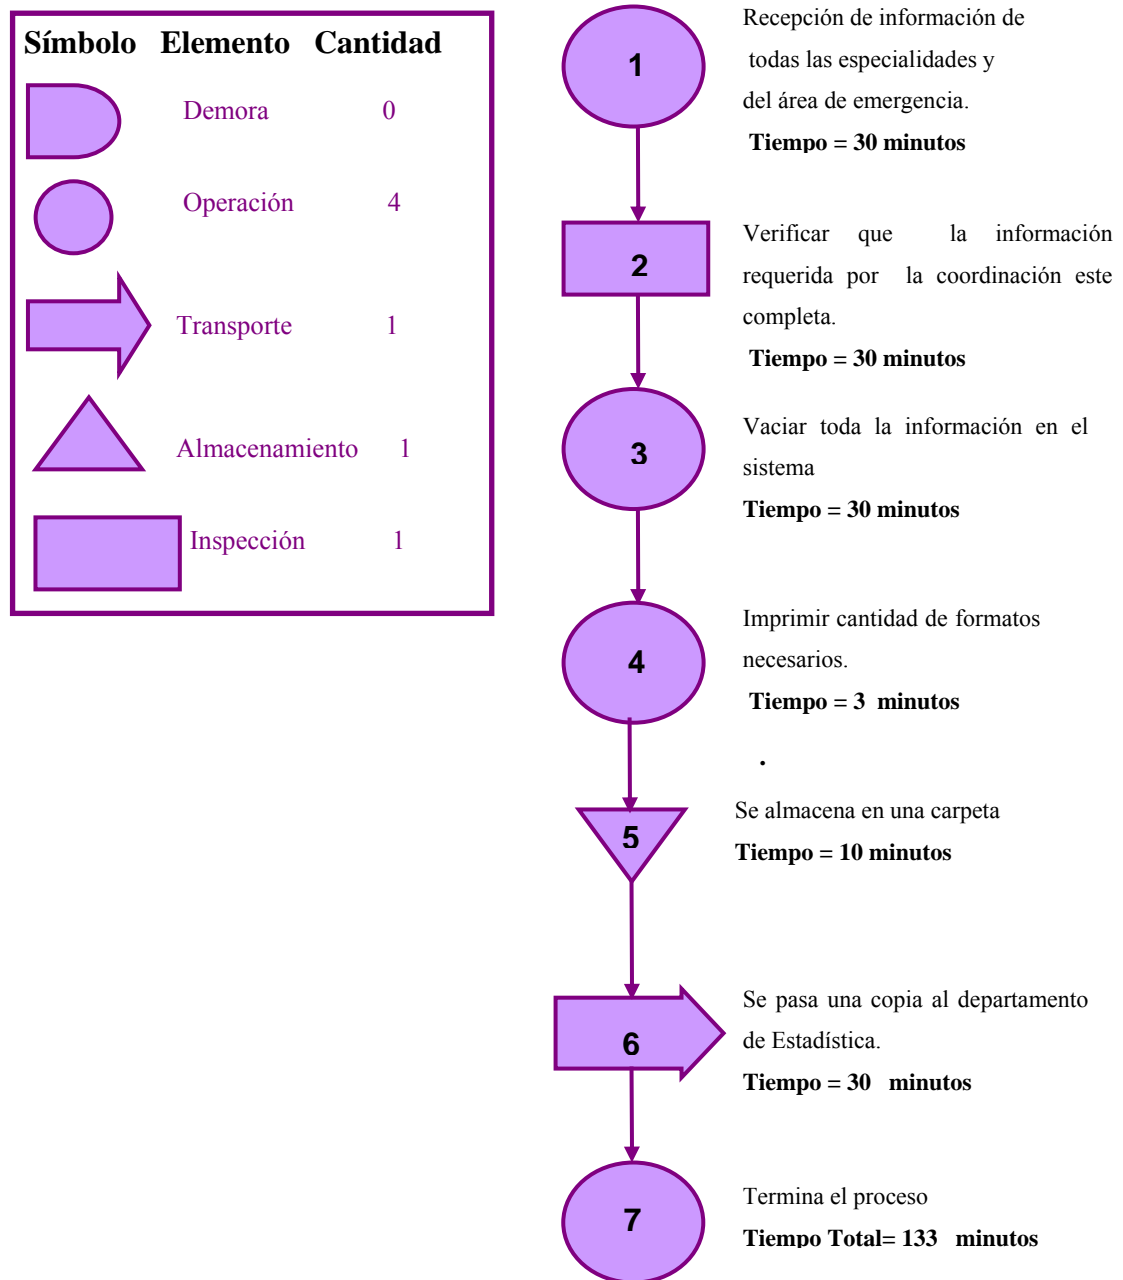 Símbolo Elemento Cantidad
Demora 0
Operación 4
Transporte 1
Almacenamiento 1
Inspección 1
1
Recepción de información de
todas las especialidades y
del área de emergencia.
Tiempo = 30 minutos
2
Verificar que la información
requerida por la coordinación este
completa.
Tiempo = 30 minutos
3
Vaciar toda la información en el
sistema
Tiempo = 30 minutos
4
Imprimir cantidad de formatos
necesarios.
Tiempo = 3 minutos
.
5
Se almacena en una carpeta
Tiempo = 10 minutos
6
Se pasa una copia al departamento
de Estadística.
Tiempo = 30 minutos
7
Termina el proceso
Tiempo Total= 133 minutos